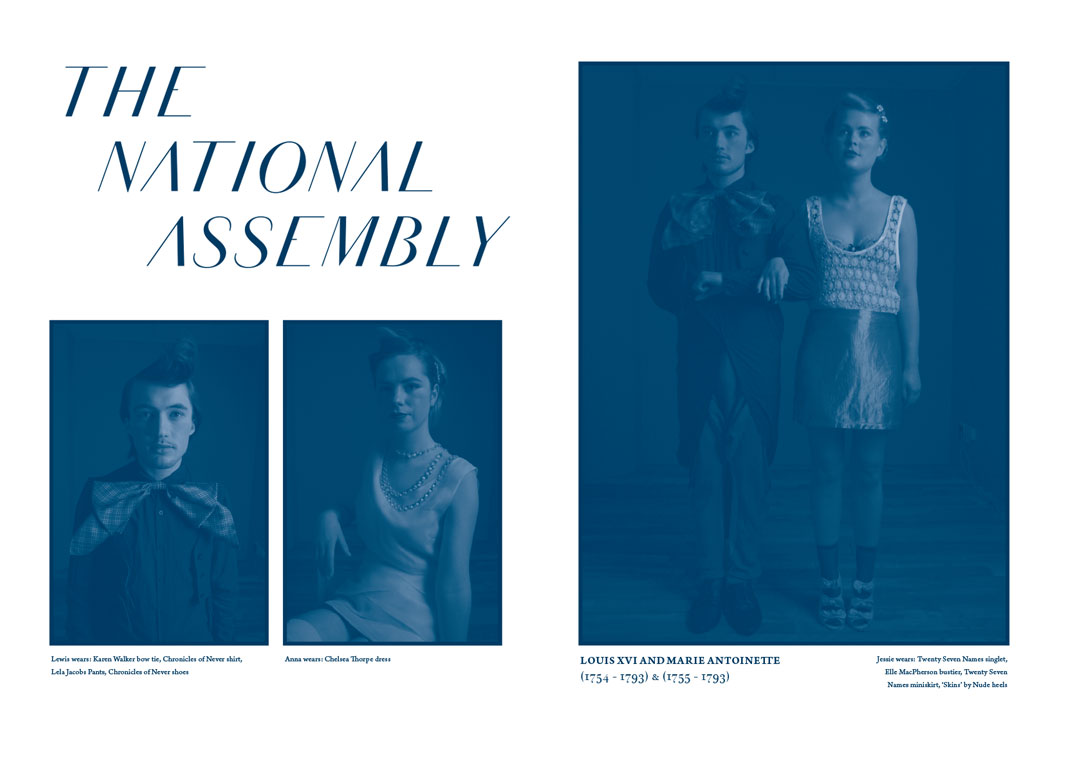 THE
NATIONAL
ASSEMBLY
Lewis wears: Karen Walker bow tie, Chronicles of Never shirt,
Lela Jacobs Pants, Chronicles of Never shoes
Anna wears: Chelsea Thorpe dress
LOUIS XVI AND MARIE ANTOINETTE
(1754 - 1793) & (1755 - 1793)
Jessie wears: Twenty Seven Names singlet,
Elle MacPherson bustier, Twenty Seven
Names miniskirt, 'Skins' by Nude heels